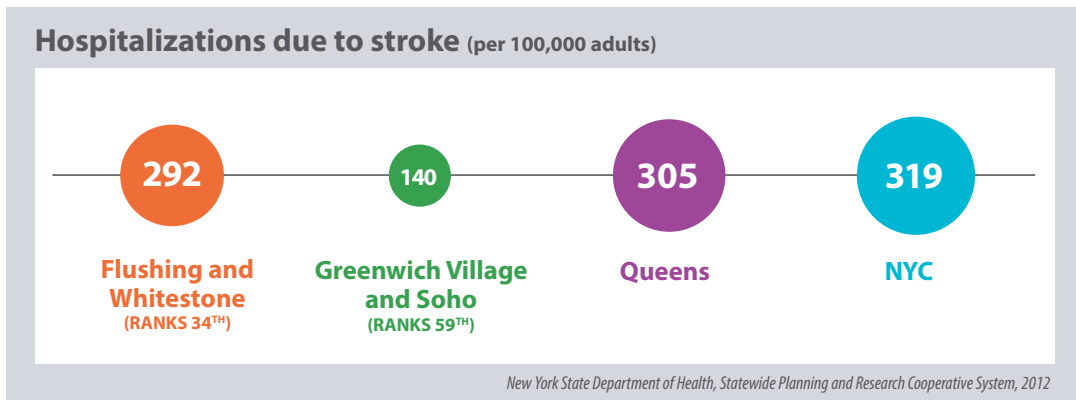 Hospitalizations due to stroke (per 100,000 adults)
292
140
305
319
Flushing and
Whitestone
(RANKS 34TH)
Greenwich Village
and Soho
(RANKS 59TH)
Queens
NYC
New York State Department of Health, Statewide Planning and Research Cooperative System, 2012